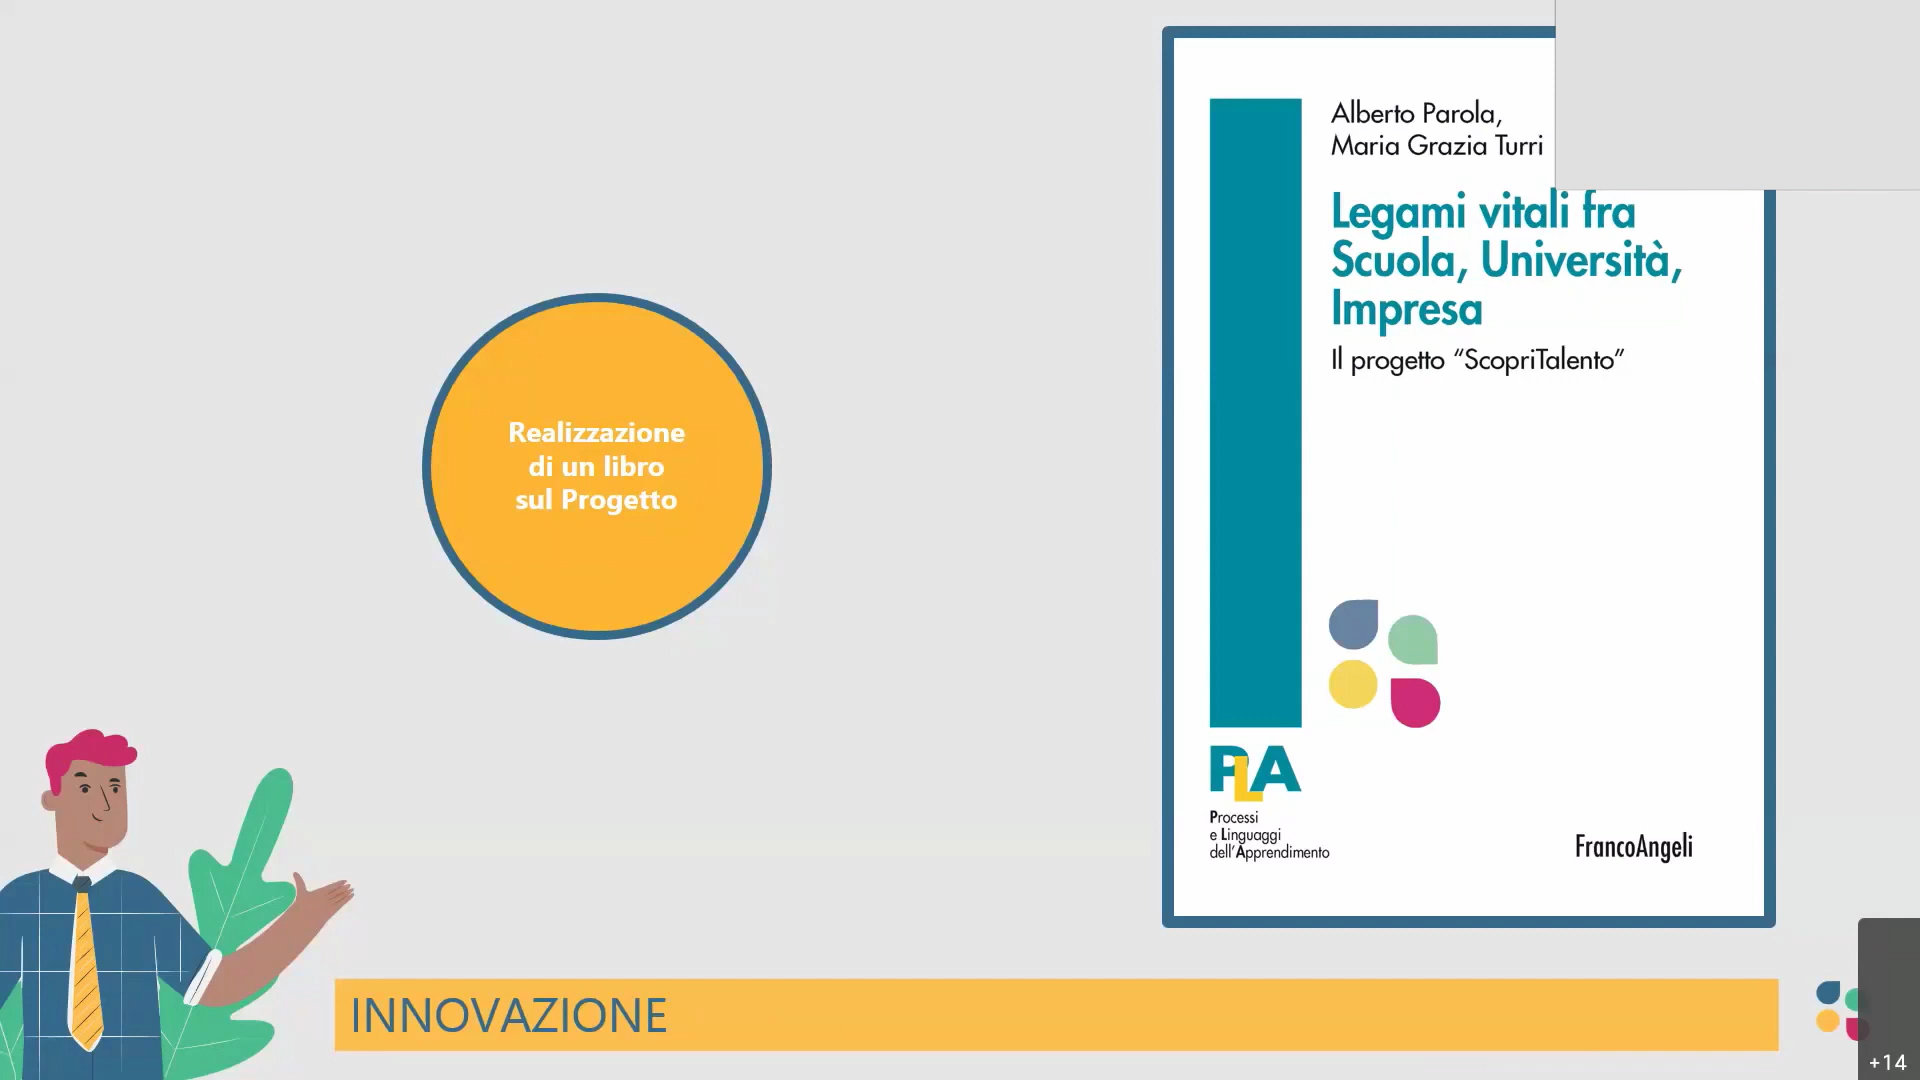 Realizzazione
di un libro
sul Progetto
Alberto Parola,
Maria Grazia Turri
Legami vitali fra
Scuola, Università,
Impresa
Il progetto “ScopriTalento”
PLA
Processi
e Linguaggi
dell’Apprendimento
FrancoAngeli
INNOVAZIONE
+14